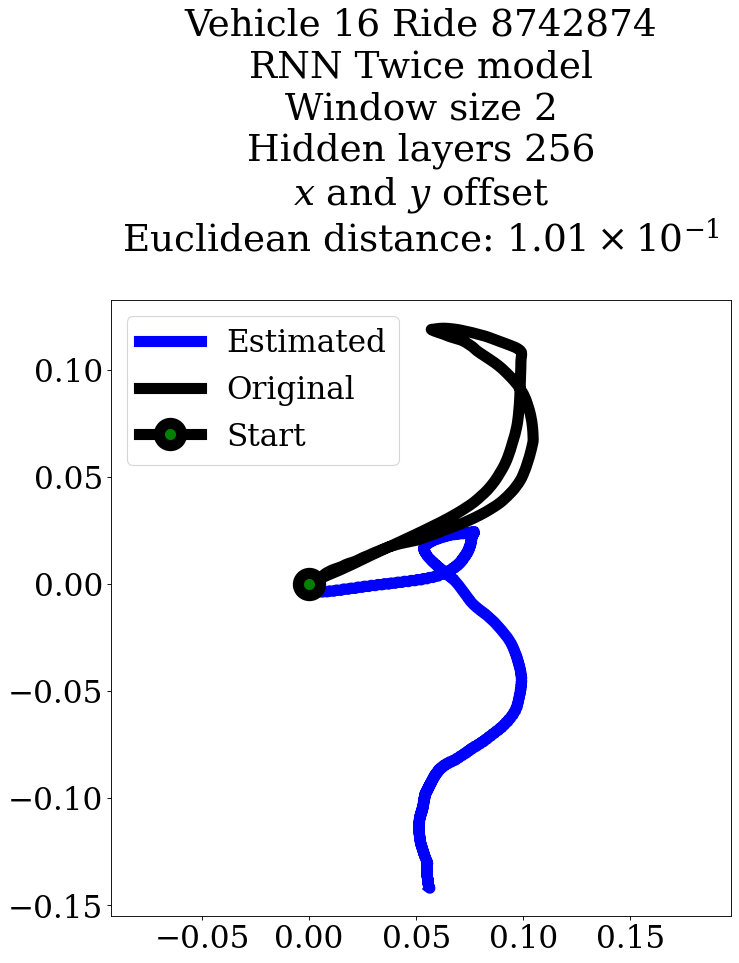 Vehicle 16 Ride 8742874
RNN Twice model
Window size 2
Hidden layers 256
x and y offset
Euclidean distance: 1.01 × 10⁻¹
Estimated
Original
Start
0.10
0.05
0.00
−0.05
−0.10
−0.15
−0.05 0.00 0.05 0.10 0.15